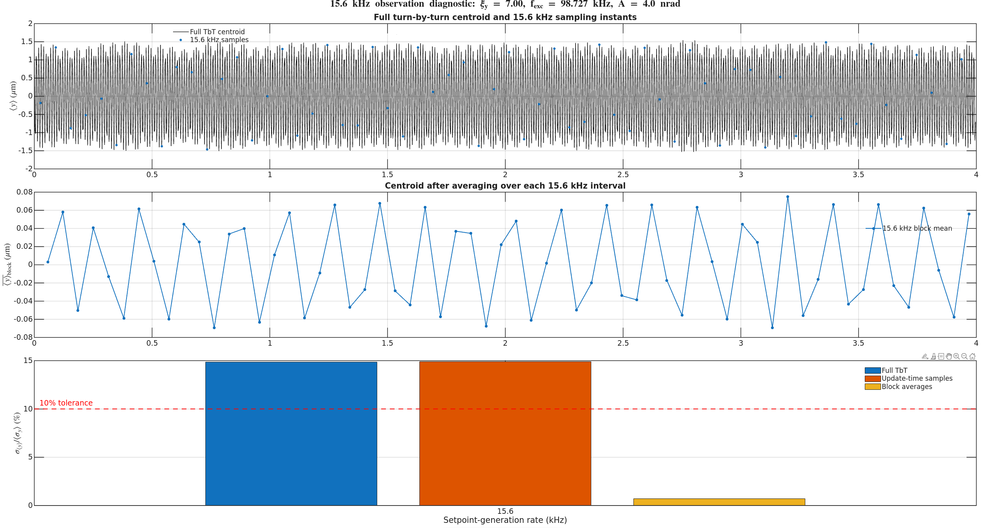 15.6 kHz observation diagnostic: ξy = 7.00, fexc = 98.727 kHz, A = 4.0 nrad
Full turn-by-turn centroid and 15.6 kHz sampling instants
Full TbT centroid
15.6 kHz samples
2
1.5
1
0.5
0
-0.5
-1
-1.5
-2
⟨y⟩ (μm)
0 0.5 1 1.5 2 2.5 3 3.5 4
Centroid after averaging over each 15.6 kHz interval
0.08
0.06
0.04
0.02
0
-0.02
-0.04
-0.06
-0.08
⟨y⟩block (μm)
15.6 kHz block mean
0 0.5 1 1.5 2 2.5 3 3.5 4
15
10
5
0
σ⟨y⟩/⟨σy⟩ (%)
10% tolerance
Full TbT
Update-time samples
Block averages
15.6
Setpoint-generation rate (kHz)